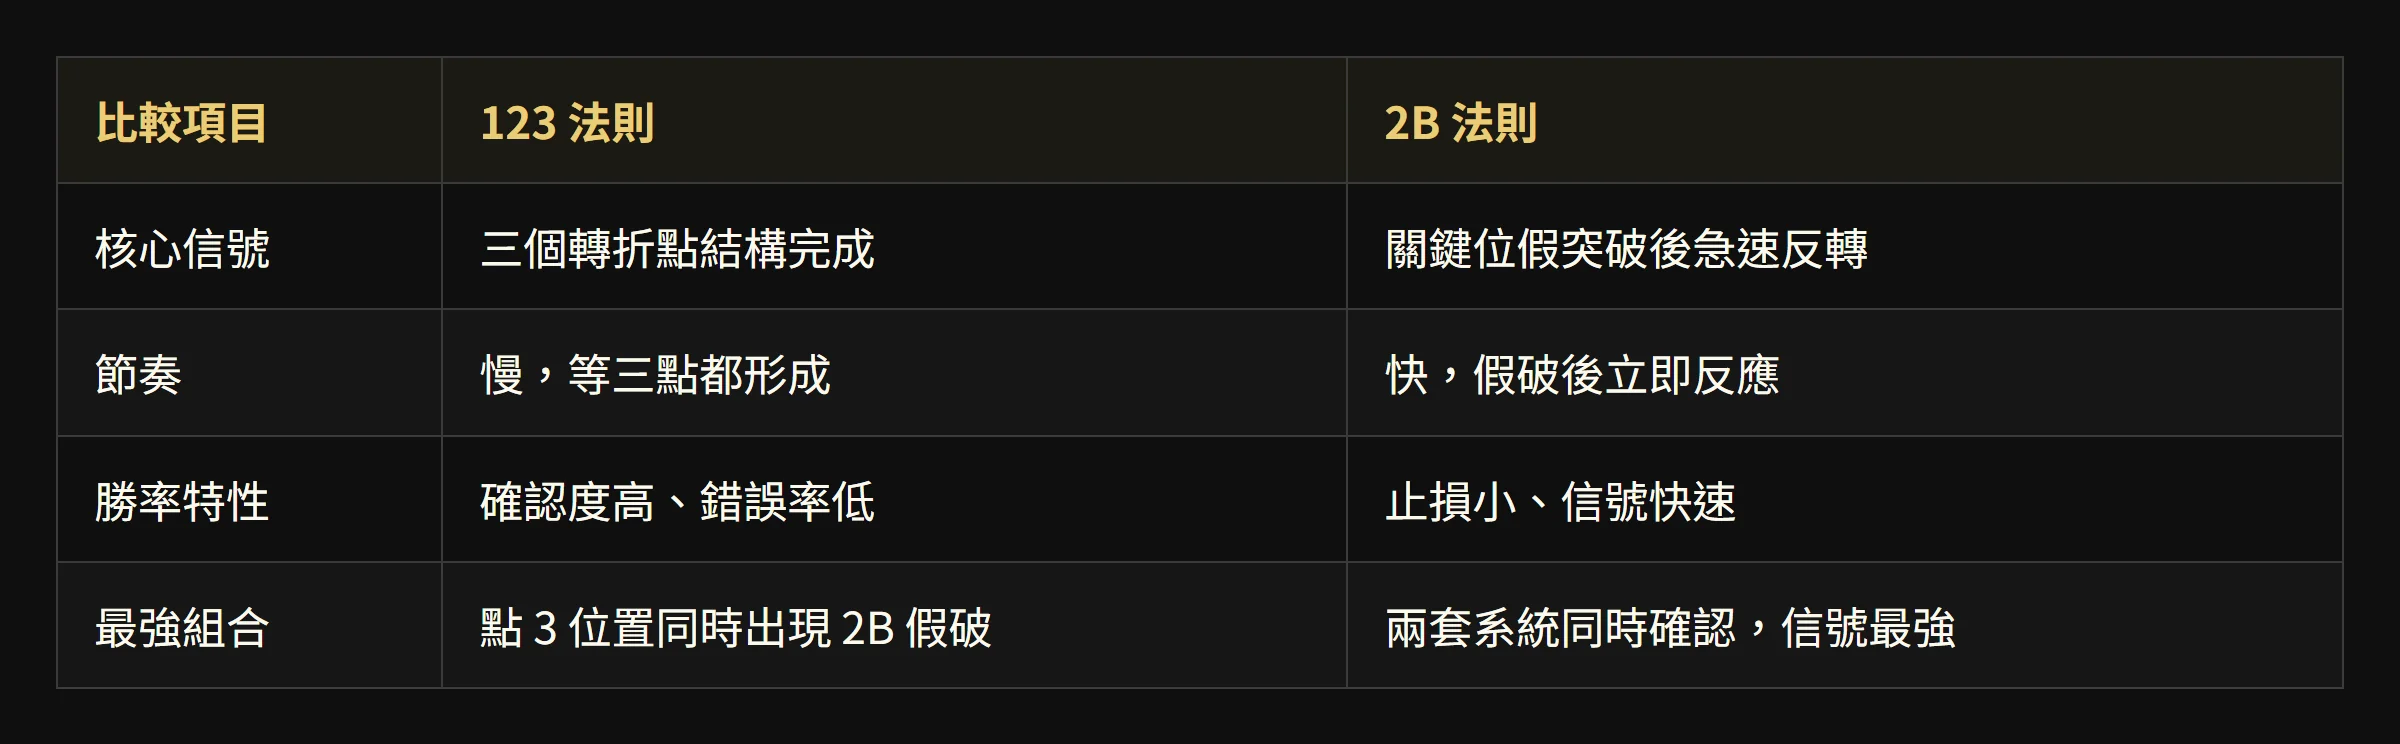 比較項目 123 法則 2B 法則
核心信號 三個轉折點結構完成 關鍵位假突破後急速反轉
節奏 慢，等三點都形成 快，假破後立即反應
勝率特性 確認度高、錯誤率低 止損小、信號快速
最強組合 點 3 位置同時出現 2B 假破 兩套系統同時確認，信號最強